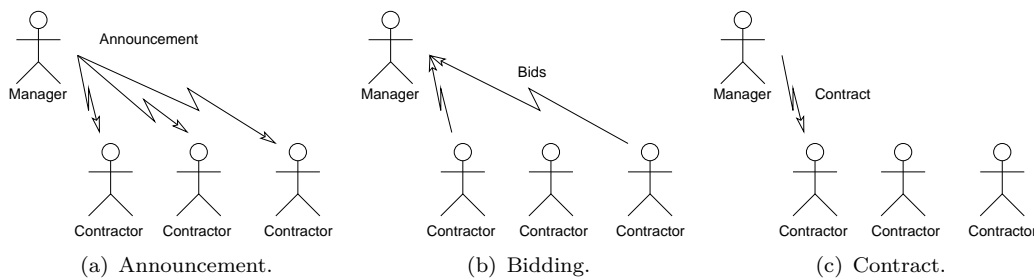 Announcement
Manager
Contractor Contractor Contractor
(a) Announcement.
Bids
Manager
Contractor Contractor Contractor
(b) Bidding.
Contract
Manager
Contractor Contractor Contractor
(c) Contract.